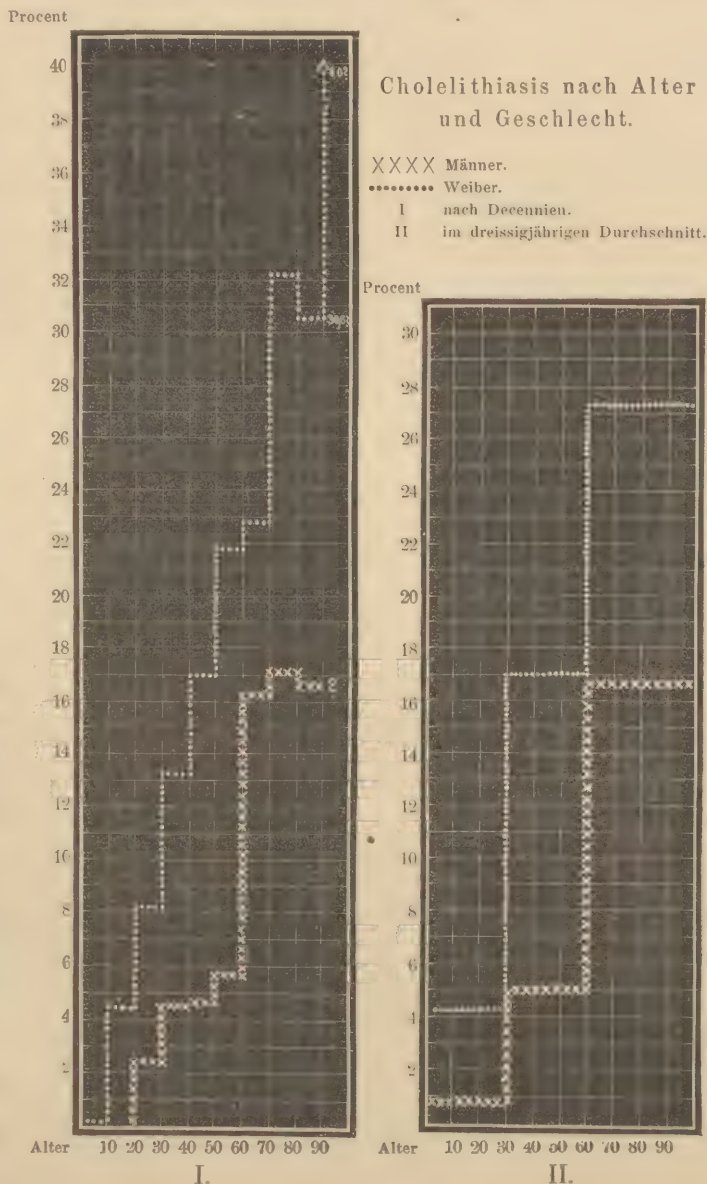 Procent
40
38
36
34
32
30
28
26
24
22
20
18
16
14
12
10
8
6
4
2
Alter 10 20 30 40 50 60 70 80 90
I.
Cholelithiasis nach Alter
und Geschlecht.
XXXX Männer.
••••••••• Weiber.
I nach Decennien.
II im dreissigjährigen Durchschnitt.
Procent
30
28
26
24
22
20
18
16
14
12
10
8
6
4
2
Alter 10 20 30 40 50 60 70 80 90
II.